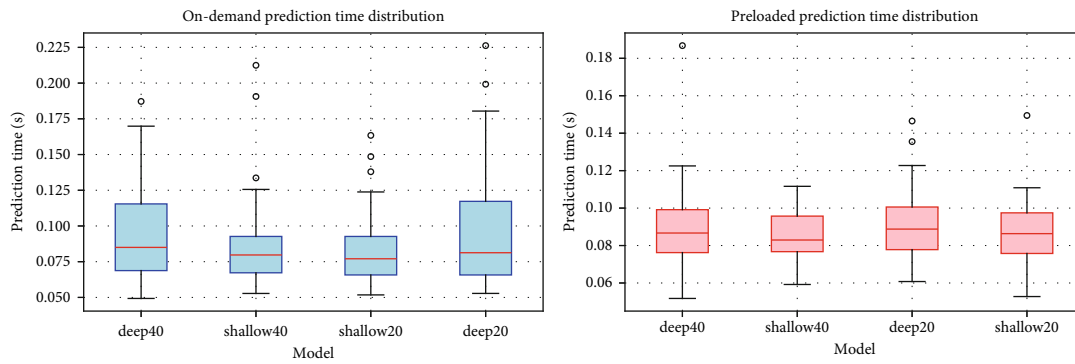 On-demand prediction time distribution
0.225
0.200
0.175
0.150
0.125
0.100
0.075
0.050
Prediction time (s)
deep40 shallow40 shallow20 deep20
Model
Preloaded prediction time distribution
0.18
0.16
0.14
0.12
0.10
0.08
0.06
Prediction time (s)
deep40 shallow40 deep20 shallow20
Model